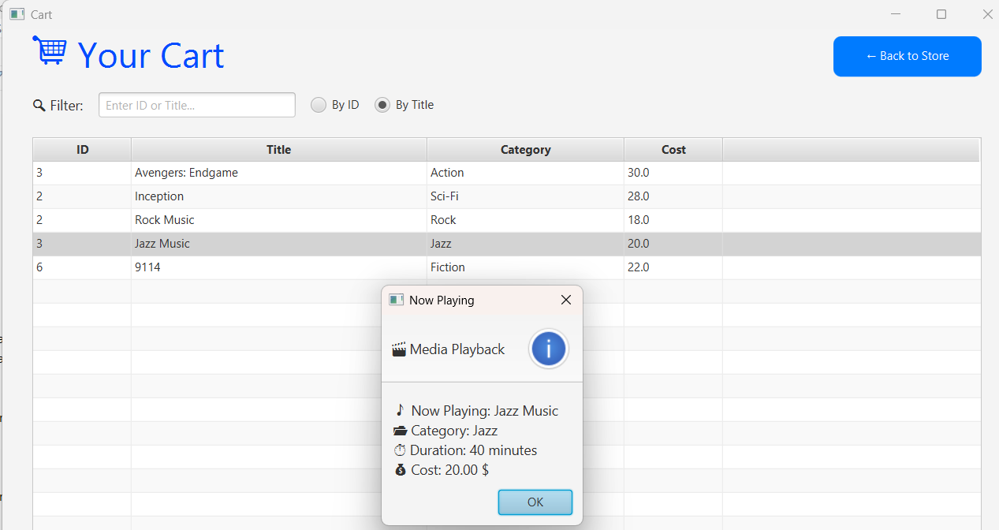 Cart
Your Cart
← Back to Store
Filter: Enter ID or Title... By ID By Title
ID Title Category Cost
3 Avengers: Endgame Action 30.0
2 Inception Sci-Fi 28.0
2 Rock Music Rock 18.0
3 Jazz Music Jazz 20.0
6 9114 Fiction 22.0
Now Playing
Media Playback
Now Playing: Jazz Music
Category: Jazz
Duration: 40 minutes
Cost: 20.00 $
OK